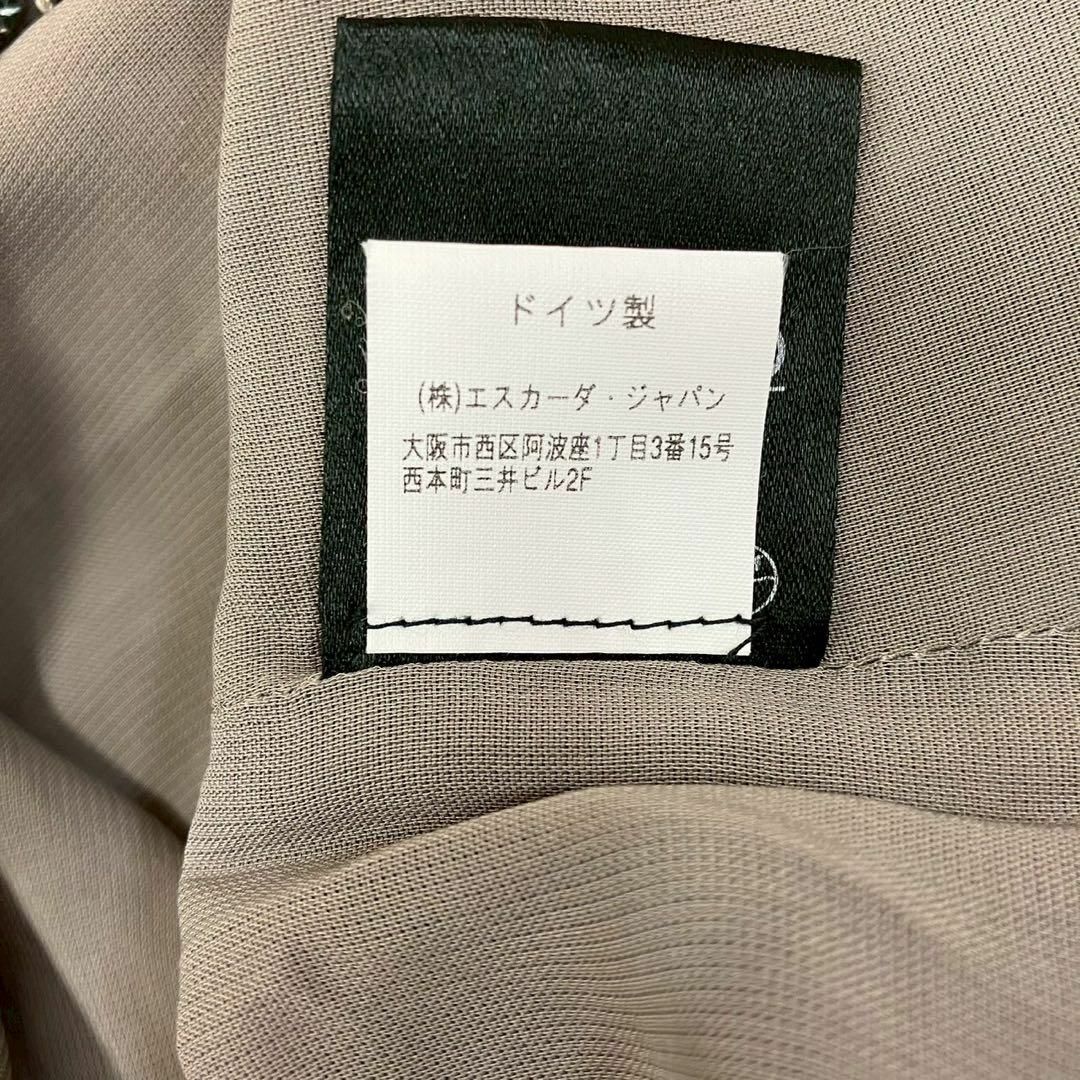 ドイツ製
(株)エスカーダ・ジャパン
大阪市西区阿波座1丁目3番15号
西本町三井ビル2F